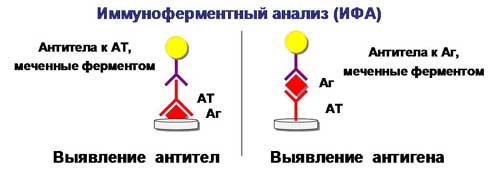 Иммуноферментный анализ (ИФА)
Антитела к АТ,
меченные ферментом
АТ
Аг
Выявление антител
Антитела к Аг,
меченные ферментом
Аг
АТ
Выявление антигена